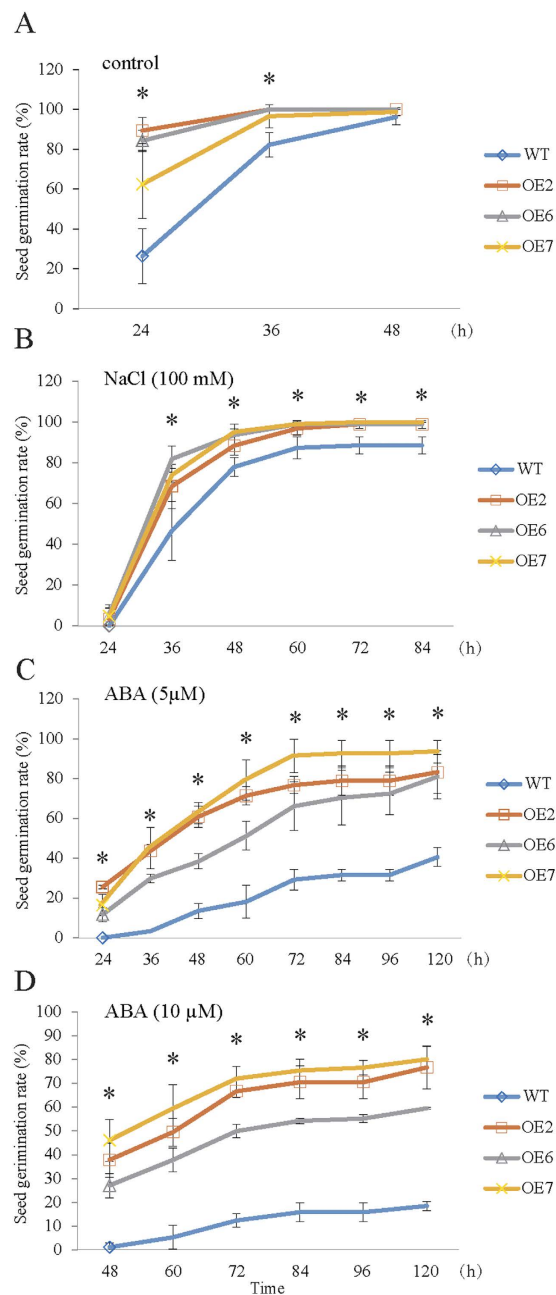 A
control
*
*
120
100
80
60
40
20
0
Seed germination rate (%)
24
36
48
(h)
WT
OE2
OE6
OE7
B
NaCl (100 mM)
*
*
*
*
*
120
100
80
60
40
20
0
Seed germination rate (%)
24
36
48
60
72
84
(h)
WT
OE2
OE6
OE7
C
ABA (5μM)
*
*
*
*
*
*
*
*
120
100
80
60
40
20
0
Seed germination rate (%)
24
36
48
60
72
84
96
120
(h)
WT
OE2
OE6
OE7
D
ABA (10 μM)
*
*
*
*
*
*
100
90
80
70
60
50
40
30
20
10
0
Seed gerimination rate (%)
48
60
72
84
96
120
(h)
Time
WT
OE2
OE6
OE7